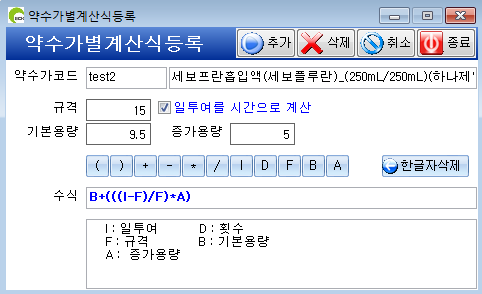 약수가별계산식등록
약수가별계산식등록 추가 삭제 취소 종료
약수가코드 test2 세보프란흡입액(세보플루란)_(250mL/250mL)(하나제
규격 15 일투여를 시간으로 계산
기본용량 9.5 증가용량 5
( ) + - * / I D F B A 한글자삭제
수식 B+(((I-F)/F)*A)
I : 일투여 D : 횟수
F : 규격 B : 기본용량
A : 증가용량